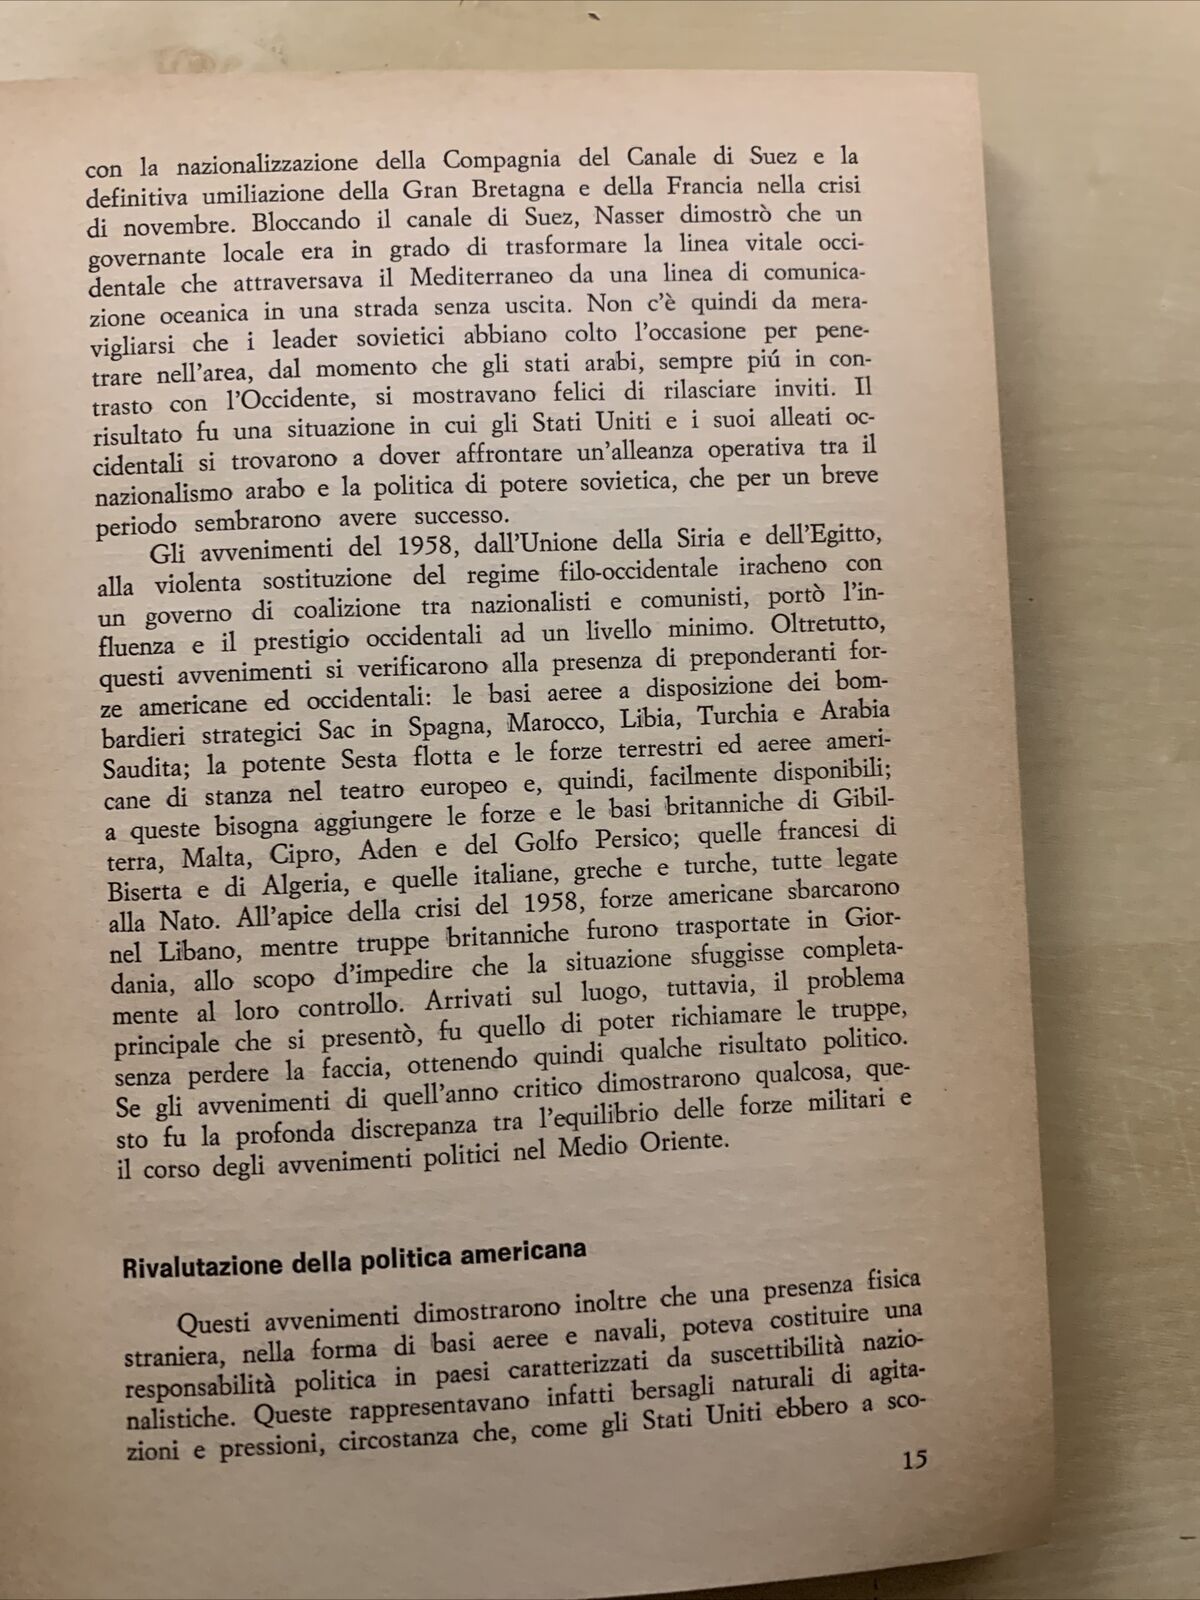 con la nazionalizzazione della Compagnia del Canale di Suez e la
definitiva umiliazione della Gran Bretagna e della Francia nella crisi
di novembre. Bloccando il canale di Suez, Nasser dimostrò che un
governante locale era in grado di trasformare la linea vitale occi-
dentale che attraversava il Mediterraneo da una linea di comunica-
zione oceanica in una strada senza uscita. Non c'è quindi da mera-
vigliarsi che i leader sovietici abbiano colto l'occasione per pene-
trare nell'area, dal momento che gli stati arabi, sempre piú in con-
trasto con l'Occidente, si mostravano felici di rilasciare inviti. Il
risultato fu una situazione in cui gli Stati Uniti e i suoi alleati oc-
cidentali si trovarono a dover affrontare un'alleanza operativa tra il
nazionalismo arabo e la politica di potere sovietica, che per un breve
periodo sembrarono avere successo.
Gli avvenimenti del 1958, dall'Unione della Siria e dell'Egitto,
alla violenta sostituzione del regime filo-occidentale iracheno con
un governo di coalizione tra nazionalisti e comunisti, portò l'in-
fluenza e il prestigio occidentali ad un livello minimo. Oltretutto,
questi avvenimenti si verificarono alla presenza di preponderanti for-
ze americane ed occidentali: le basi aeree a disposizione dei bom-
bardieri strategici Sac in Spagna, Marocco, Libia, Turchia e Arabia
Saudita; la potente Sesta flotta e le forze terrestri ed aeree ameri-
cane di stanza nel teatro europeo e, quindi, facilmente disponibili;
a queste bisogna aggiungere le forze e le basi britanniche di Gibil-
terra, Malta, Cipro, Aden e del Golfo Persico; quelle francesi di
Biserta e di Algeria, e quelle italiane, greche e turche, tutte legate
alla Nato. All'apice della crisi del 1958, forze americane sbarcarono
nel Libano, mentre truppe britanniche furono trasportate in Gior-
dania, allo scopo d'impedire che la situazione sfuggisse completa-
mente al loro controllo. Arrivati sul luogo, tuttavia, il problema
principale che si presentò, fu quello di poter richiamare le truppe,
senza perdere la faccia, ottenendo quindi qualche risultato politico.
Se gli avvenimenti di quell'anno critico dimostrarono qualcosa, que-
sto fu la profonda discrepanza tra l'equilibrio delle forze militari e
il corso degli avvenimenti politici nel Medio Oriente.
Rivalutazione della politica americana
Questi avvenimenti dimostrarono inoltre che una presenza fisica
straniera, nella forma di basi aeree e navali, poteva costituire una
responsabilità politica in paesi caratterizzati da suscettibilità nazio-
nalistiche. Queste rappresentavano infatti bersagli naturali di agita-
zioni e pressioni, circostanza che, come gli Stati Uniti ebbero a sco-
15